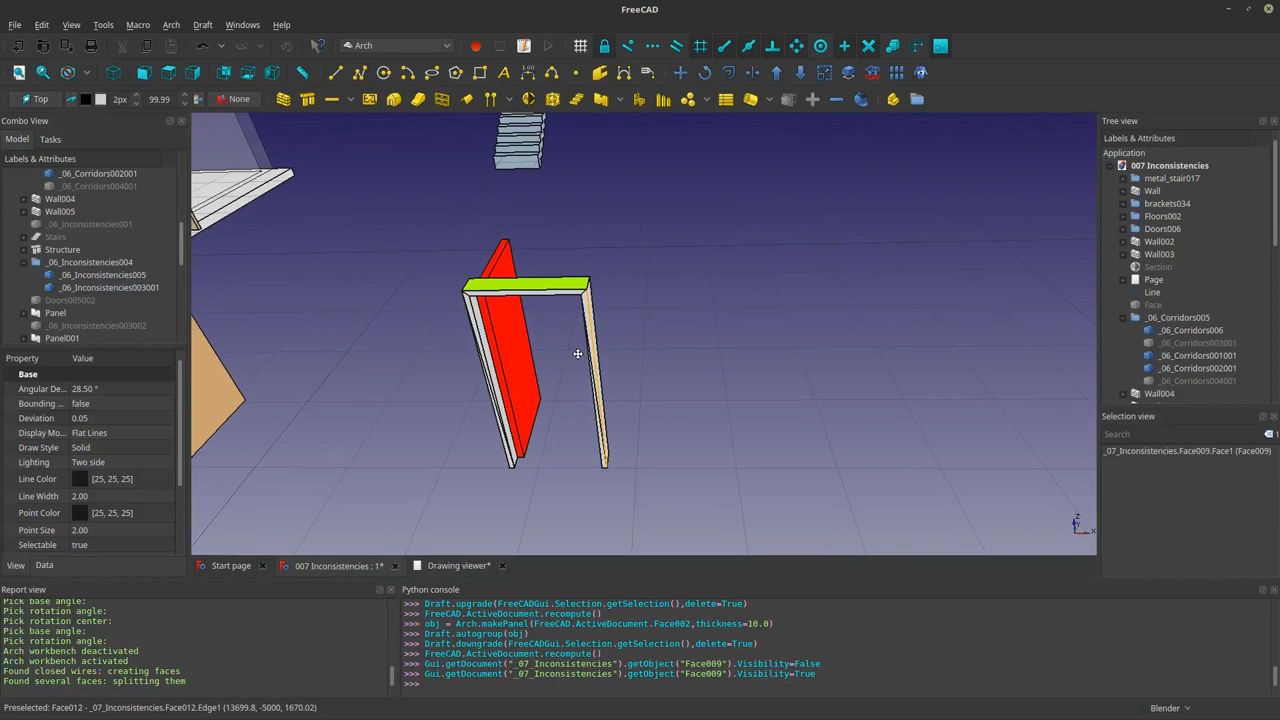 FreeCAD
File Edit View Tools Macro Arch Draft Windows Help
Arch
Top 2px 99.99 None
Combo View
Model Tasks
Labels & Attributes
_06_Corridors002001
_06_Corridors004001
Wall004
Wall005
_06_Inconsistencies001
Stairs
Structure
_06_Inconsistencies004
_06_Inconsistencies005
_06_Inconsistencies003001
Doors005002
Panel
_06_Inconsistencies003002
Panel001
Property Value
Base
Angular De... 28.50 °
Bounding ... false
Deviation 0.05
Display Mo... Flat Lines
Draw Style Solid
Lighting Two side
Line Color [25, 25, 25]
Line Width 2.00
Point Color [25, 25, 25]
Point Size 2.00
Selectable true
View Data
Start page 007 Inconsistencies : 1* Drawing viewer*
Tree view
Labels & Attributes
Application
007 Inconsistencies
metal_stair017
Wall
brackets034
Floors002
Doors006
Wall002
Wall003
Section
Page
Line
Face
_06_Corridors005
_06_Corridors006
_06_Corridors003001
_06_Corridors001001
_06_Corridors002001
_06_Corridors004001
Wall004
Selection view
Search
_07_Inconsistencies.Face009.Face1 (Face009)
Report view
Pick base angle:
Pick rotation angle:
Pick rotation center:
Pick base angle:
Pick rotation angle:
Arch workbench deactivated
Arch workbench activated
Found closed wires: creating faces
Found several faces: splitting them
Python console
>>> Draft.upgrade(FreeCADGui.Selection.getSelection(),delete=True)
>>> FreeCAD.ActiveDocument.recompute()
>>> obj = Arch.makePanel(FreeCAD.ActiveDocument.Face002,thickness=10.0)
>>> Draft.autogroup(obj)
>>> Draft.downgrade(FreeCADGui.Selection.getSelection(),delete=True)
>>> FreeCAD.ActiveDocument.recompute()
>>> Gui.getDocument("_07_Inconsistencies").getObject("Face009").Visibility=False
>>> Gui.getDocument("_07_Inconsistencies").getObject("Face009").Visibility=True
>>>
Preselected: Face012 - _07_Inconsistencies.Face012.Edge1 (13699.8, -5000, 1670.02)
Blender